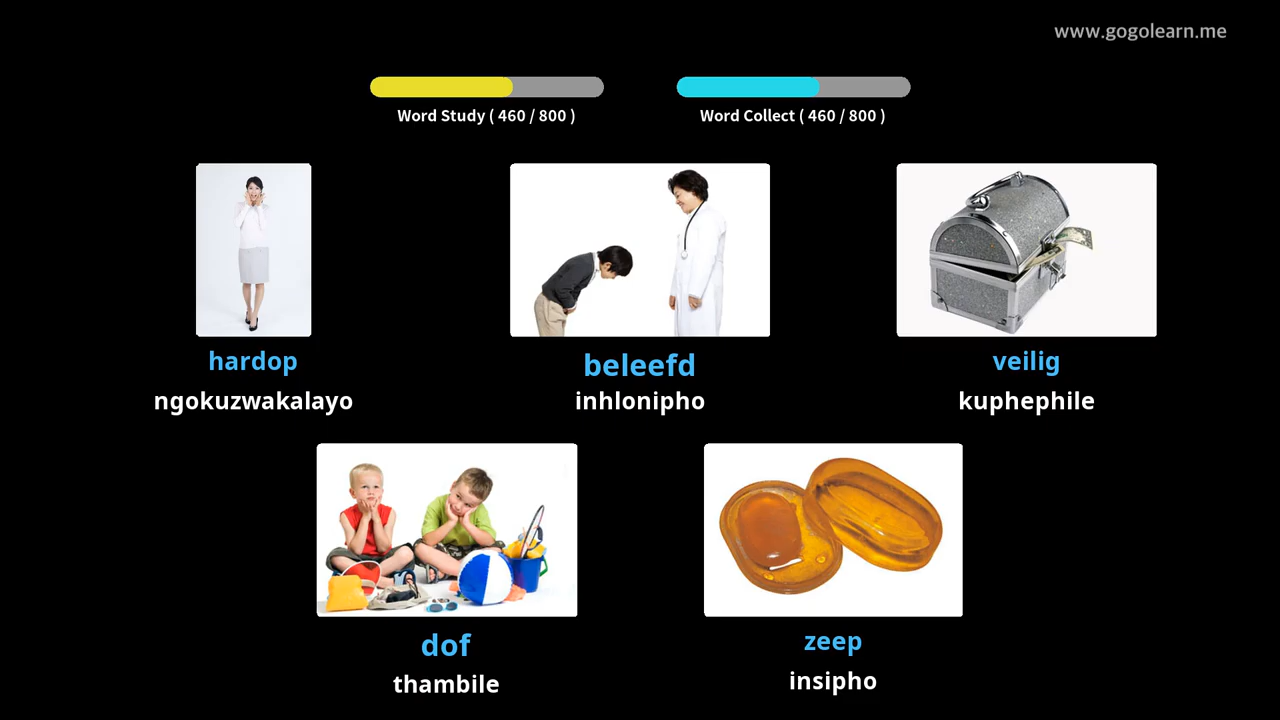 www.gogolearn.me
Word Study ( 460 / 800 )
Word Collect ( 460 / 800 )
hardop
ngokuzwakalayo
beleefd
inhlonipho
veilig
kuphephile
dof
thambile
zeep
insipho